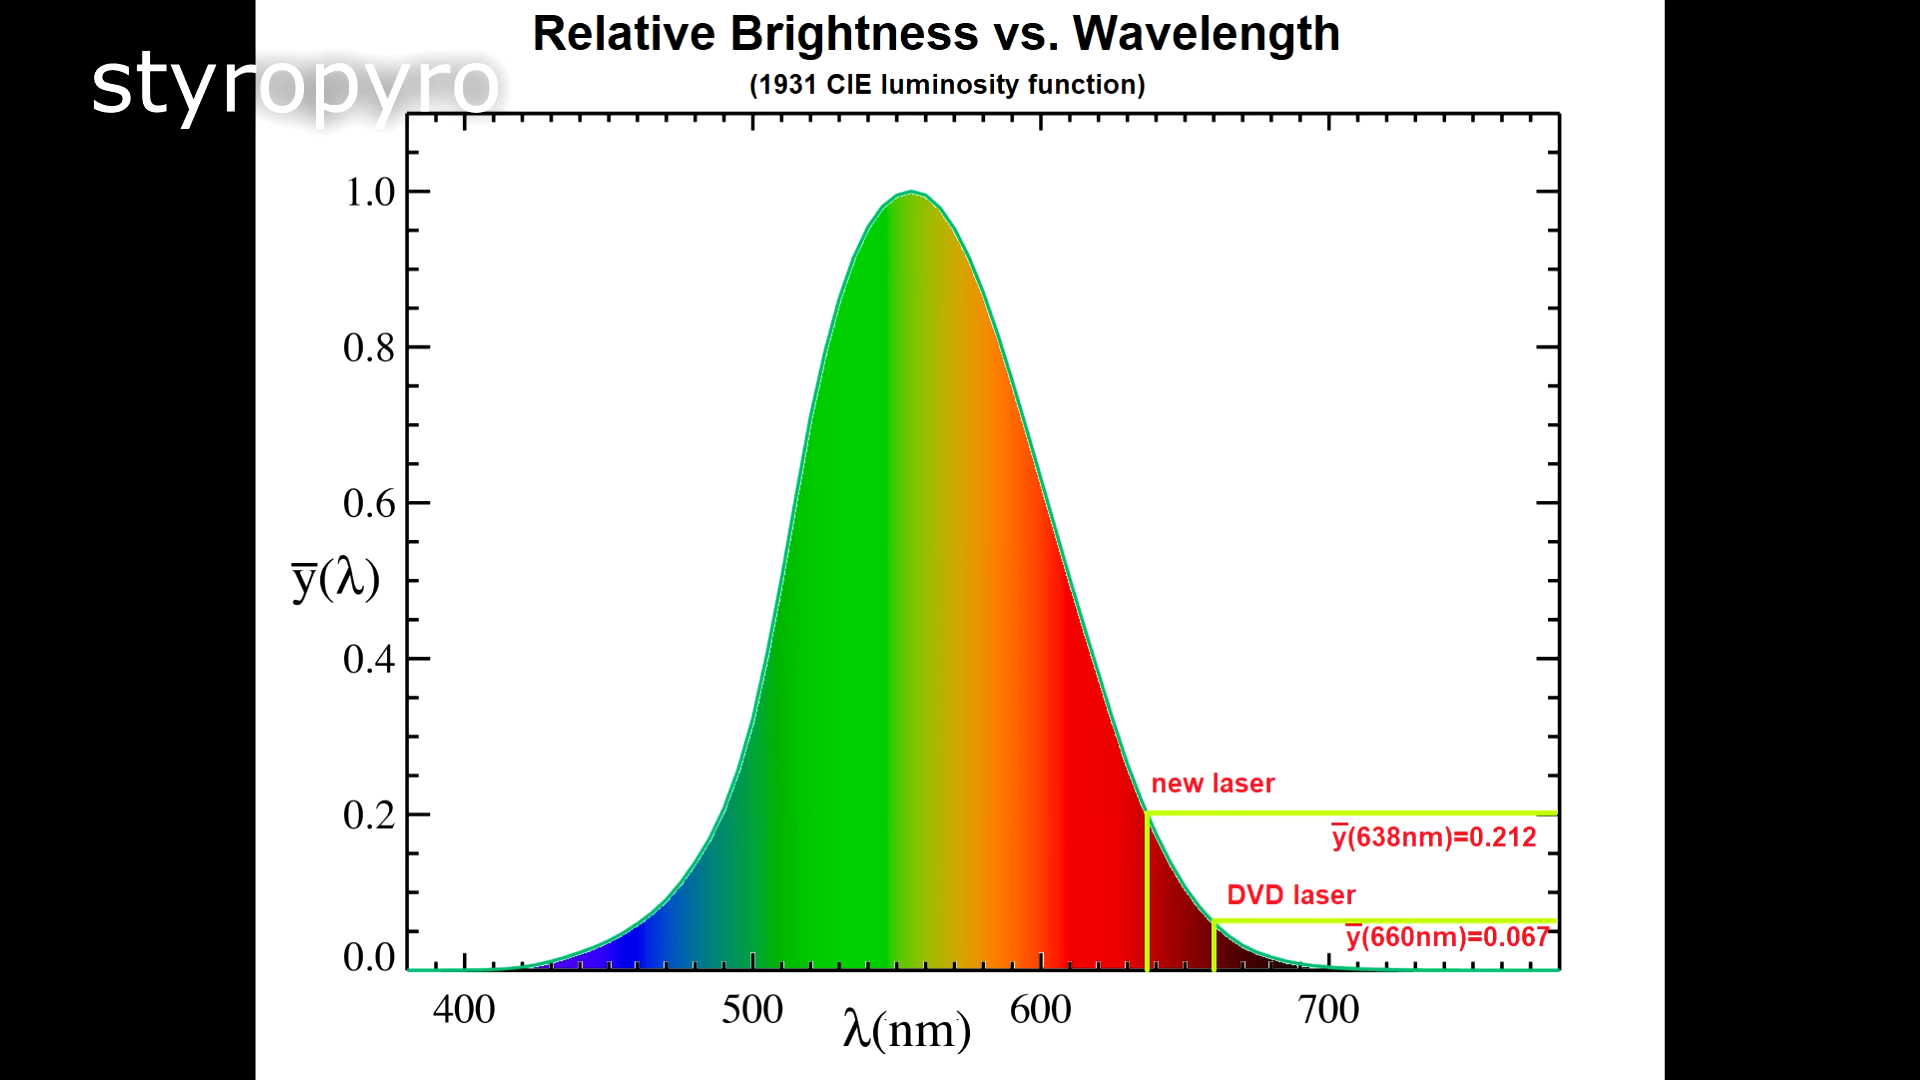 Relative Brightness vs. Wavelength
styropyro
(1931 CIE luminosity function)
1.0
0.8
0.6
y̅(λ)
0.4
new laser
0.2
y̅(638nm)=0.212
DVD laser
y̅(660nm)=0.067
0.0
400 500 600 700
λ(nm)